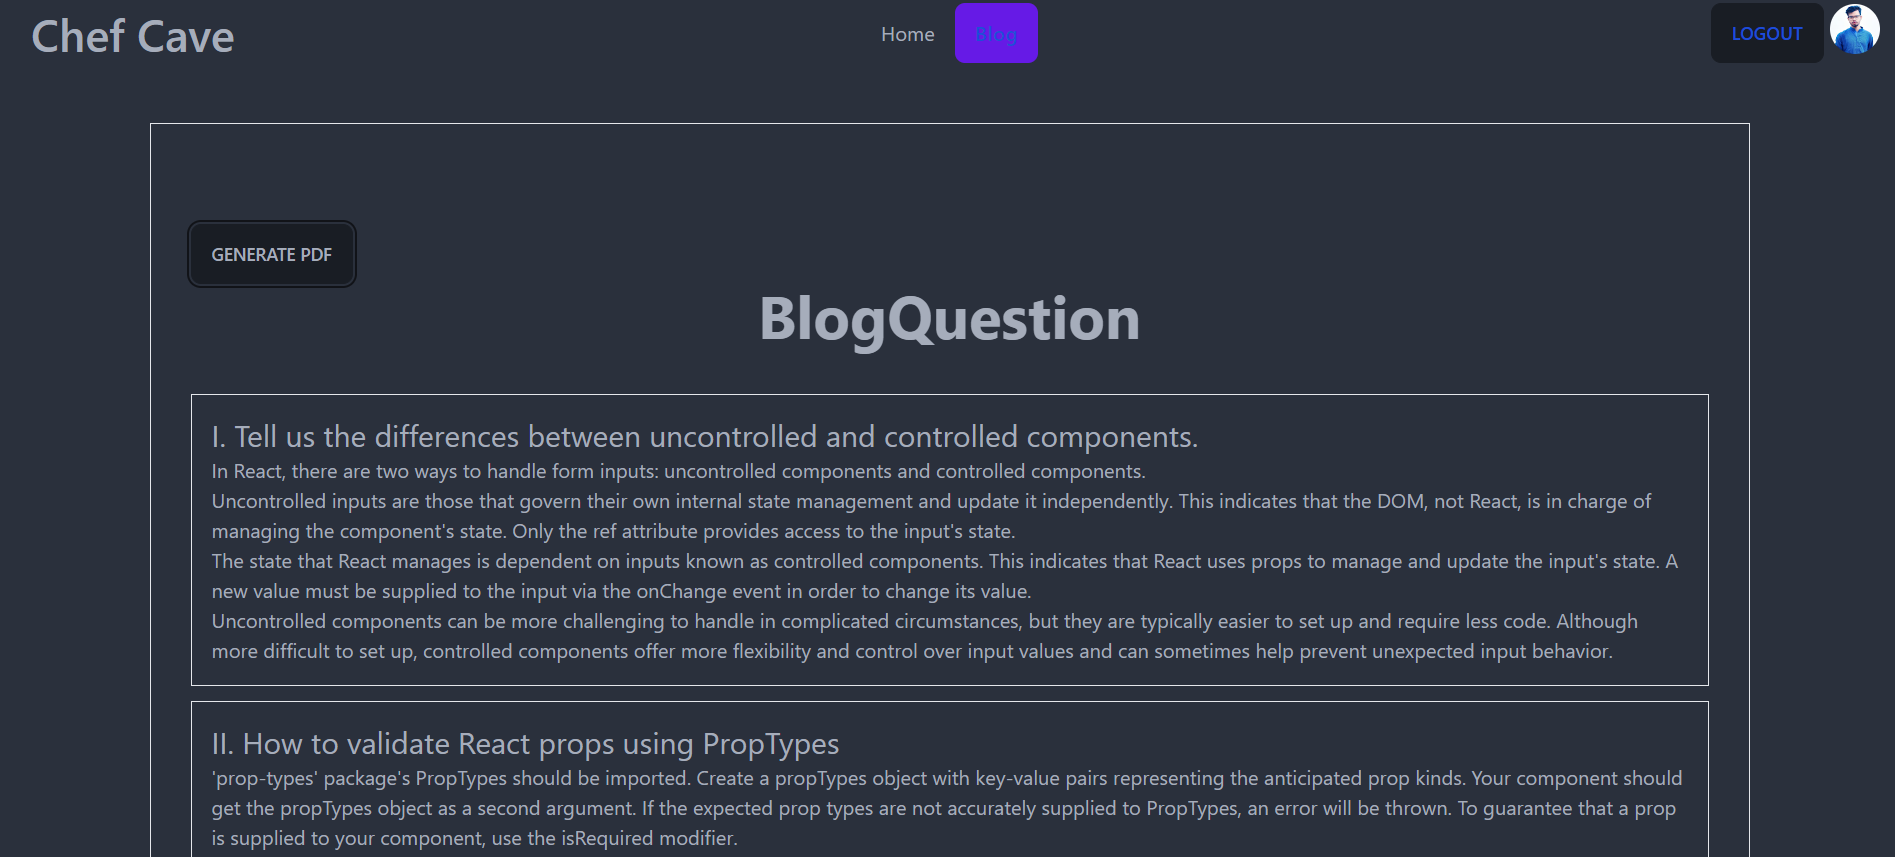 Chef Cave
Home
Blog
LOGOUT
GENERATE PDF
BlogQuestion
I. Tell us the differences between uncontrolled and controlled components.
In React, there are two ways to handle form inputs: uncontrolled components and controlled components.
Uncontrolled inputs are those that govern their own internal state management and update it independently. This indicates that the DOM, not React, is in charge of
managing the component's state. Only the ref attribute provides access to the input's state.
The state that React manages is dependent on inputs known as controlled components. This indicates that React uses props to manage and update the input's state. A
new value must be supplied to the input via the onChange event in order to change its value.
Uncontrolled components can be more challenging to handle in complicated circumstances, but they are typically easier to set up and require less code. Although
more difficult to set up, controlled components offer more flexibility and control over input values and can sometimes help prevent unexpected input behavior.
II. How to validate React props using PropTypes
'prop-types' package's PropTypes should be imported. Create a propTypes object with key-value pairs representing the anticipated prop kinds. Your component should
get the propTypes object as a second argument. If the expected prop types are not accurately supplied to PropTypes, an error will be thrown. To guarantee that a prop
is supplied to your component, use the isRequired modifier.